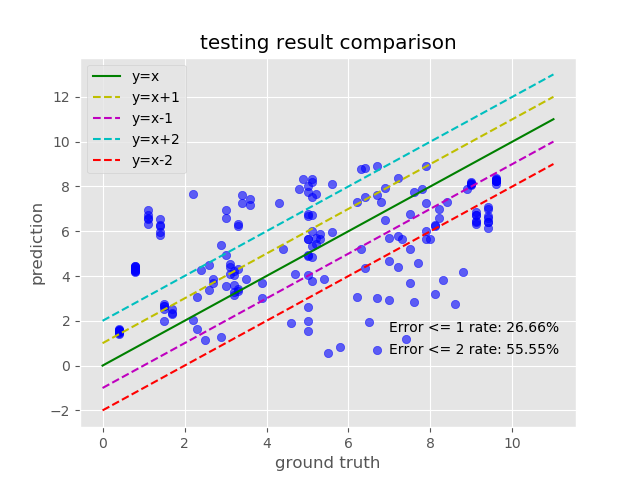 testing result comparison
y=x
y=x+1
y=x-1
y=x+2
y=x-2
12
10
8
6
4
2
0
−2
prediction
Error <= 1 rate: 26.66%
Error <= 2 rate: 55.55%
0 2 4 6 8 10
ground truth